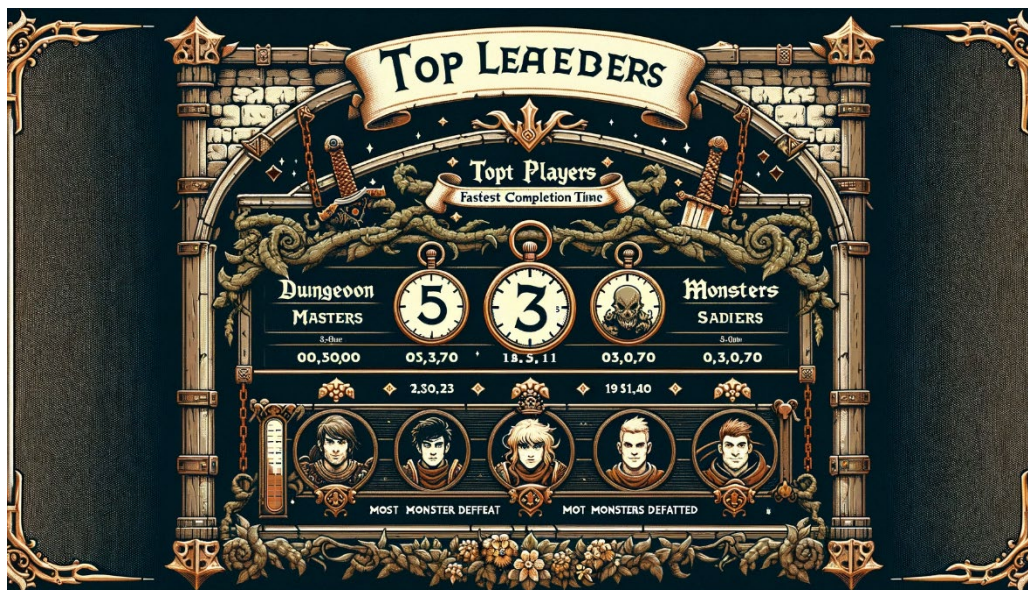 TOP LEAEBERS
Topt Players
Fastest Completion Time
Duingeoon
MASTERS
00,30,00
5
05,3,70
3
18.5.11
03,0,70
Monsters
SADIERS
0,3,0,70
2,30,23
19 51,40
MOST MONSTER DEFFEAT
MOT MONSTERS DEFATTED